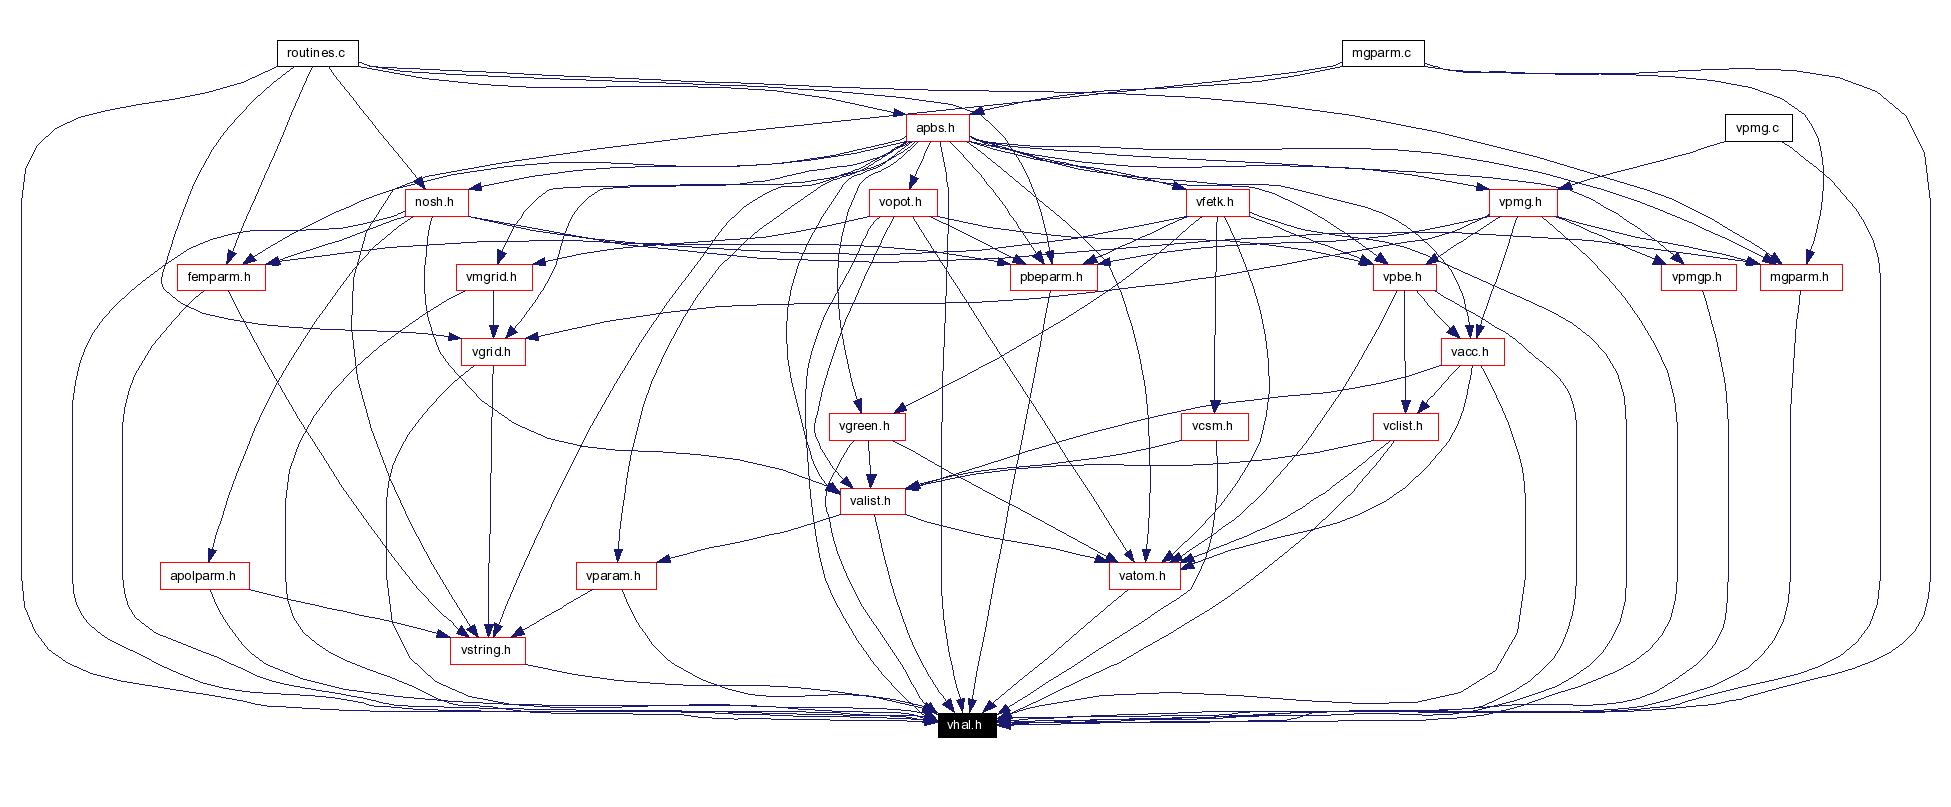 routines.c
mgparm.c
apbs.h
vpmg.c
nosh.h
vopot.h
vfetk.h
vpmg.h
femparm.h
vmgrid.h
pbeparm.h
vpbe.h
vpmgp.h
mgparm.h
vgrid.h
vacc.h
vgreen.h
vcsm.h
vclist.h
valist.h
apolparm.h
vparam.h
vatom.h
vstring.h
vhal.h